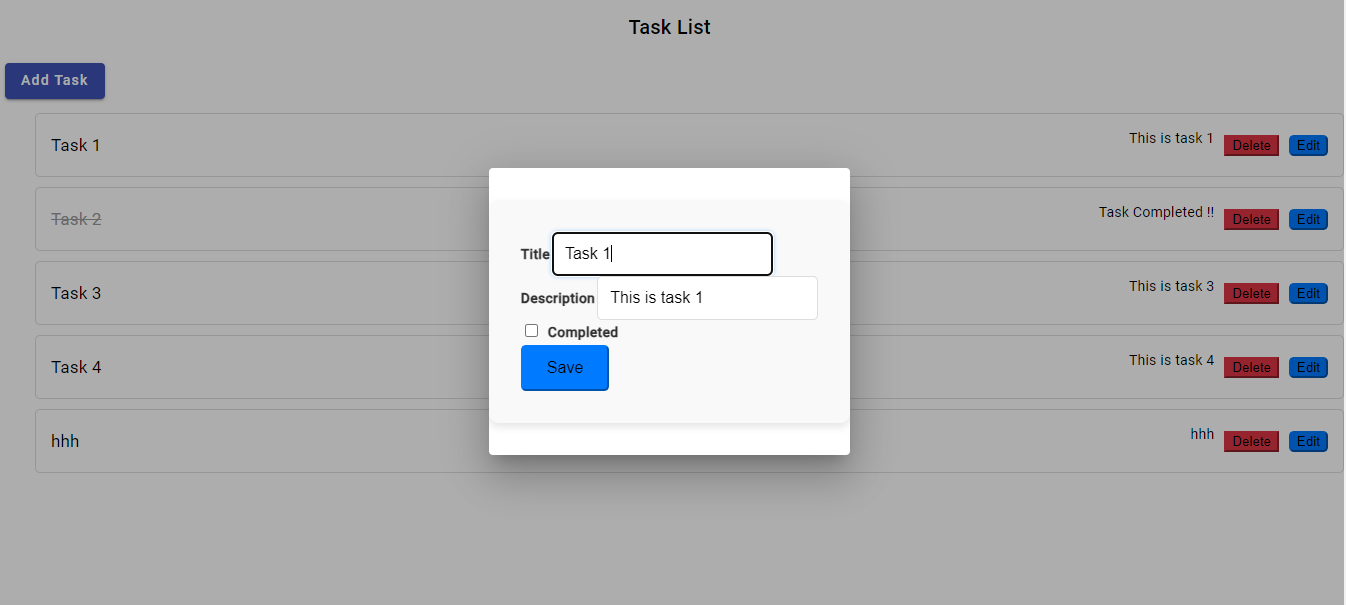 Task List
Add Task
Task 1 This is task 1 Delete Edit
Task 2 Task Completed !! Delete Edit
Task 3 This is task 3 Delete Edit
Task 4 This is task 4 Delete Edit
hhh hhh Delete Edit
Title Task 1
Description This is task 1
Completed
Save